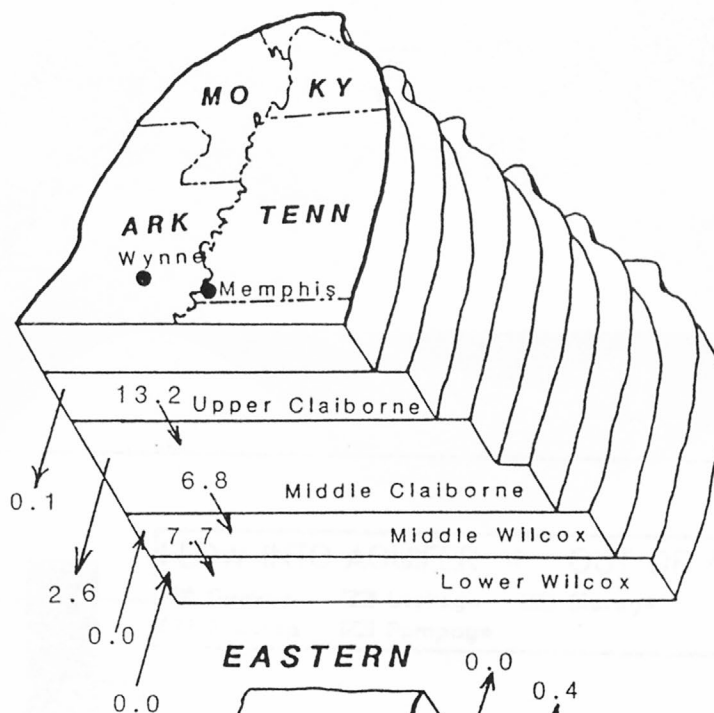 MO
KY
ARK
TENN
Wynne
Memphis
13.2
Upper Claiborne
0.1
6.8
Middle Claiborne
7.7
Middle Wilcox
2.6
Lower Wilcox
0.0
0.0
EASTERN
0.0
0.4